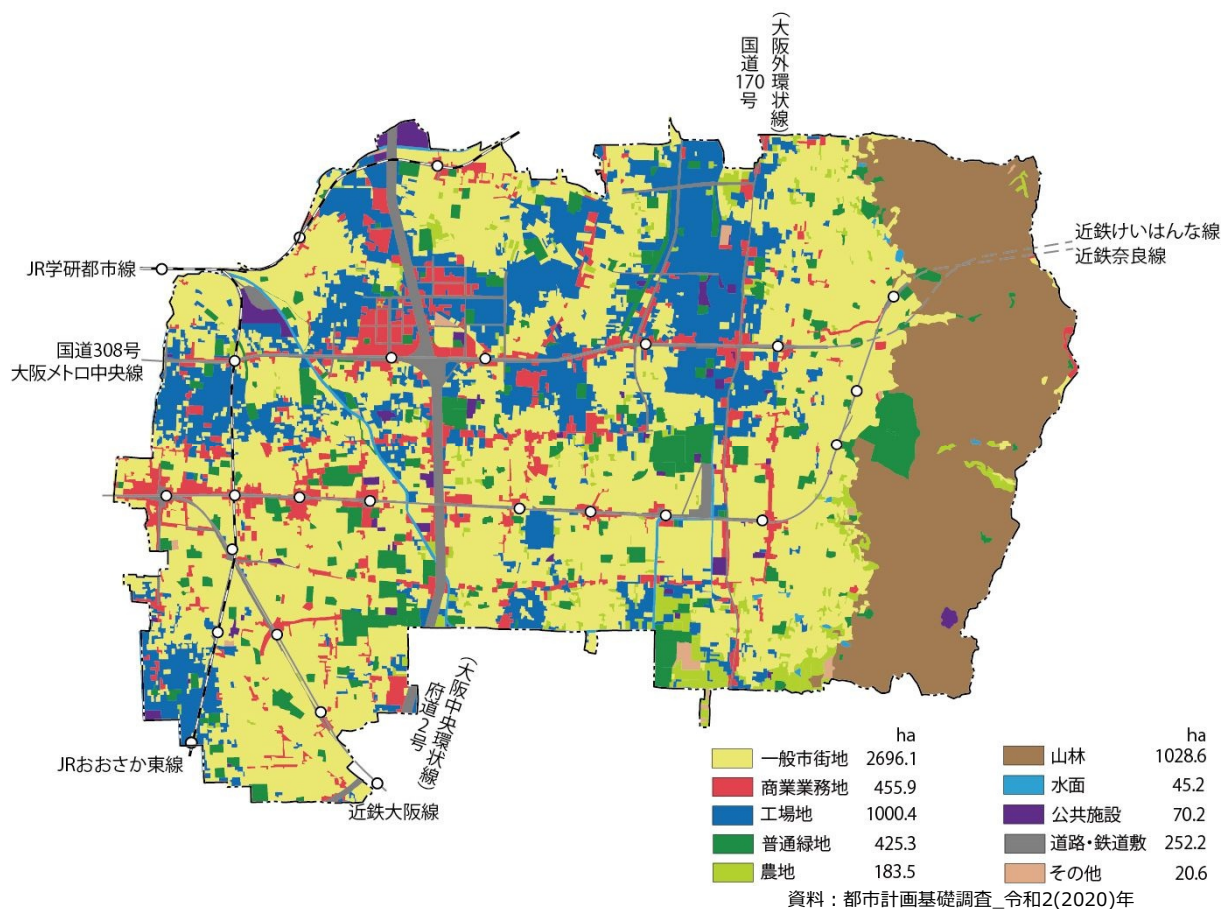 （大阪外環状線）
国道170号
近鉄けいはんな線
近鉄奈良線
JR学研都市線
国道308号
大阪メトロ中央線
（大阪中央環状線）
府道2号
JRおおさか東線
近鉄大阪線
ha
一般市街地 2696.1
商業業務地 455.9
工場地 1000.4
普通緑地 425.3
農地 183.5
ha
山林 1028.6
水面 45.2
公共施設 70.2
道路・鉄道敷 252.2
その他 20.6
資料：都市計画基礎調査_令和2(2020)年